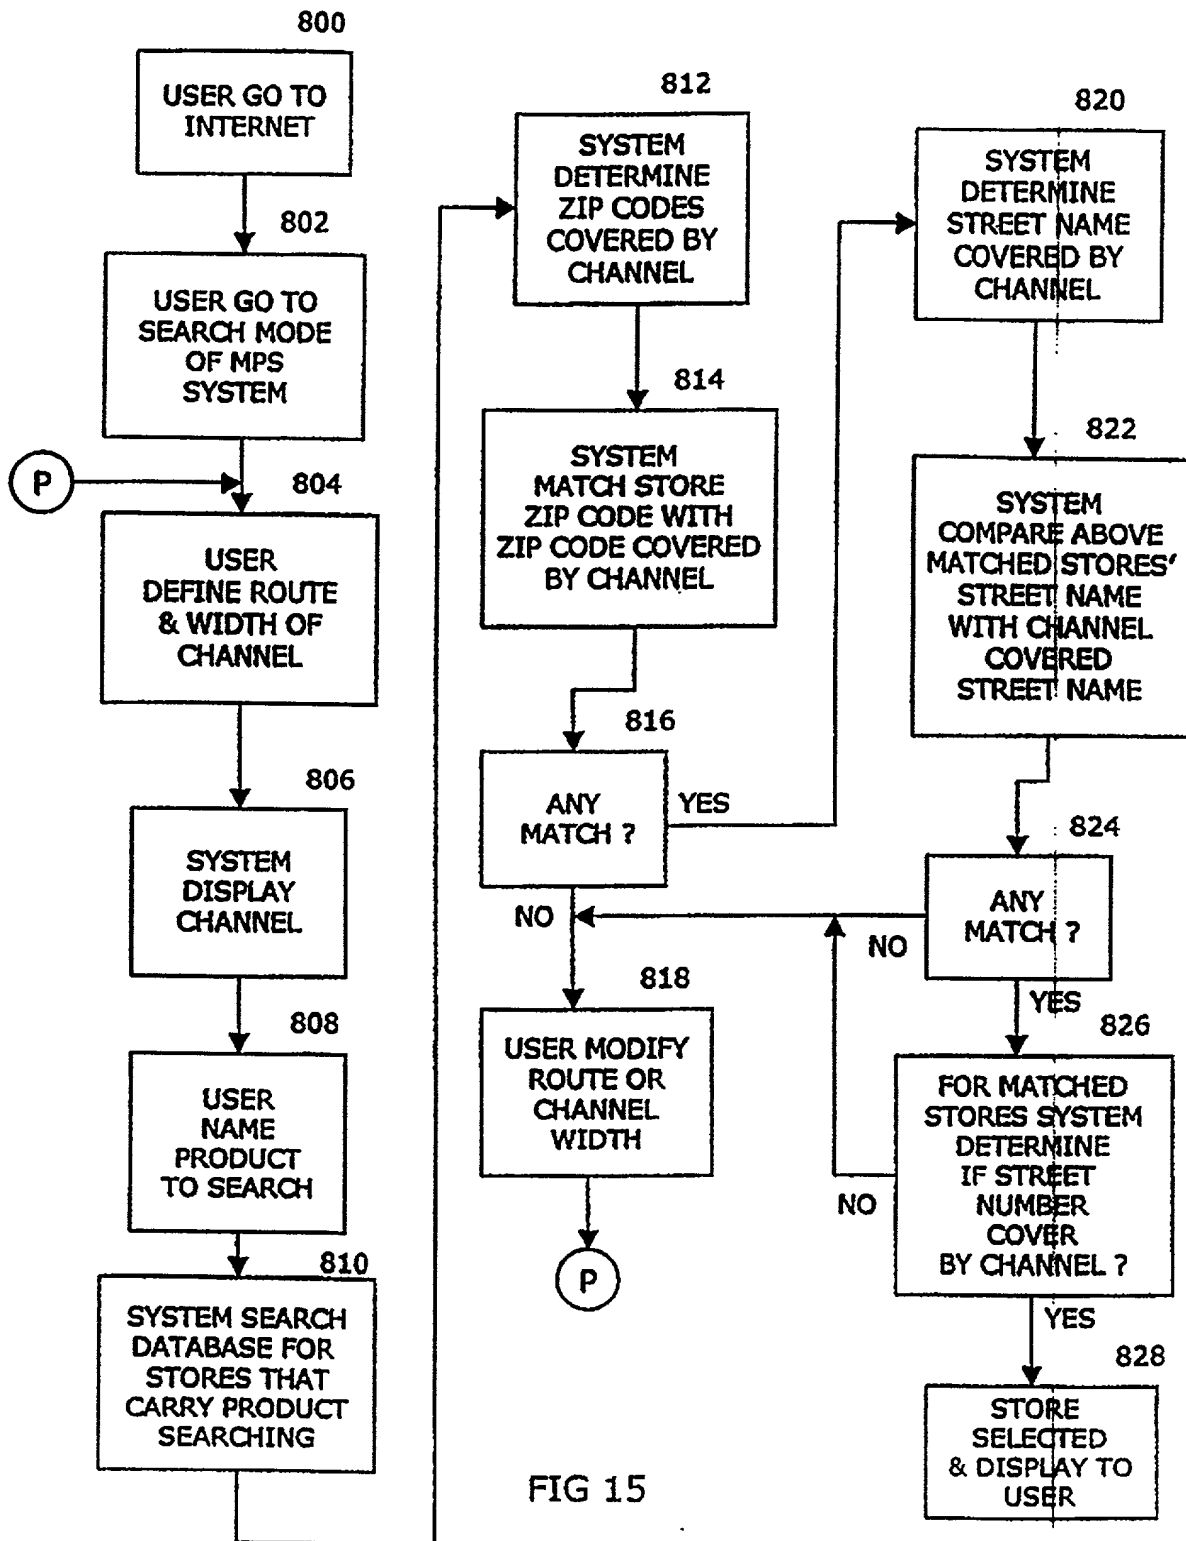 800
USER GO TO
INTERNET
802
USER GO TO
SEARCH MODE
OF MPS
SYSTEM
P
804
USER
DEFINE ROUTE
& WIDTH OF
CHANNEL
806
SYSTEM
DISPLAY
CHANNEL
808
USER
NAME
PRODUCT
TO SEARCH
810
SYSTEM SEARCH
DATABASE FOR
STORES THAT
CARRY PRODUCT
SEARCHING
812
SYSTEM
DETERMINE
ZIP CODES
COVERED BY
CHANNEL
814
SYSTEM
MATCH STORE
ZIP CODE WITH
ZIP CODE COVERED
BY CHANNEL
816
ANY
MATCH ?
YES
NO
818
USER MODIFY
ROUTE OR
CHANNEL
WIDTH
P
820
SYSTEM
DETERMINE
STREET NAME
COVERED BY
CHANNEL
822
SYSTEM
COMPARE ABOVE
MATCHED STORES'
STREET NAME
WITH CHANNEL
COVERED
STREET NAME
824
ANY
MATCH ?
NO
YES
826
FOR MATCHED
STORES SYSTEM
DETERMINE
IF STREET
NUMBER
COVER
BY CHANNEL ?
NO
YES
828
STORE
SELECTED
& DISPLAY TO
USER
FIG 15